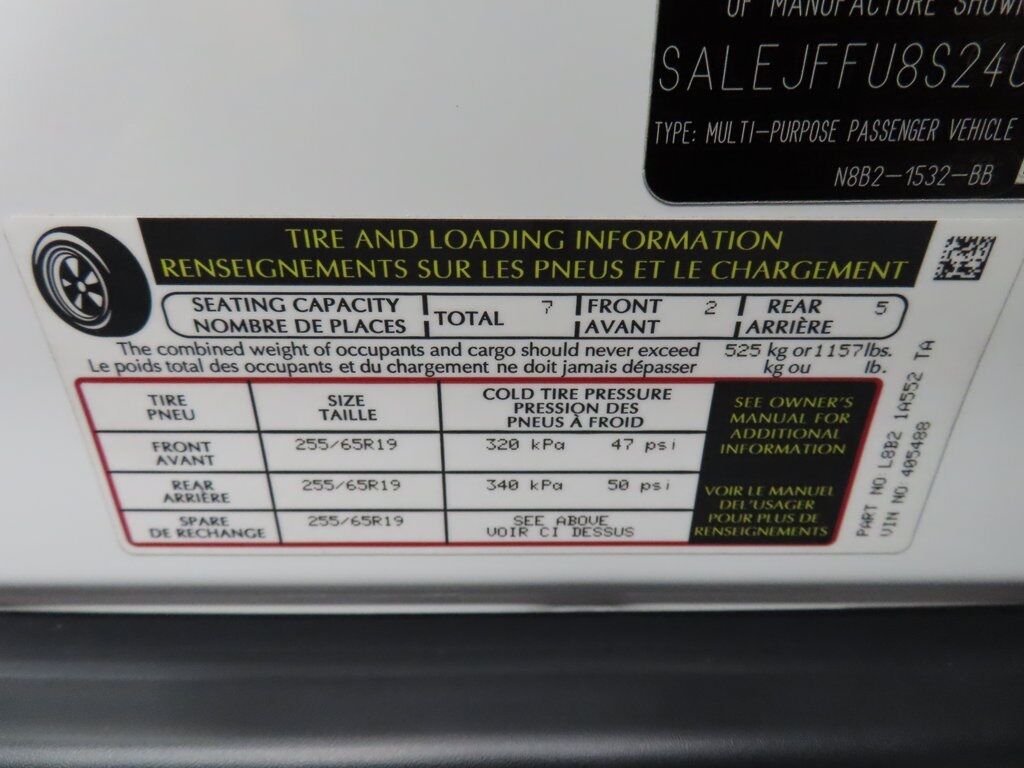 OF MANUFACTURE SHOWN
SALEJFFU8S240
TYPE: MULTI-PURPOSE PASSENGER VEHICLE
N8B2-1532-BB
TIRE AND LOADING INFORMATION
RENSEIGNEMENTS SUR LES PNEUS ET LE CHARGEMENT
SEATING CAPACITY
NOMBRE DE PLACES
TOTAL 7
FRONT 2
AVANT
REAR 5
ARRIÈRE
The combined weight of occupants and cargo should never exceed 525 kg or 1157 lbs.
Le poids total des occupants et du chargement ne doit jamais dépasser kg ou lb.
TIRE
PNEU
SIZE
TAILLE
COLD TIRE PRESSURE
PRESSION DES
PNEUS À FROID
FRONT
AVANT
255/65R19 320 kPa 47 psi
REAR
ARRIÈRE
255/65R19 340 kPa 50 psi
SPARE
DE RECHANGE
255/65R19
SEE ABOVE
VOIR CI DESSUS
SEE OWNER'S
MANUAL FOR
ADDITIONAL
INFORMATION
VOIR LE MANUEL
DEL'USAGER
POUR PLUS DE
RENSEIGNEMENTS
PART NO L8B2 1A552 TA
VIN NO 405488